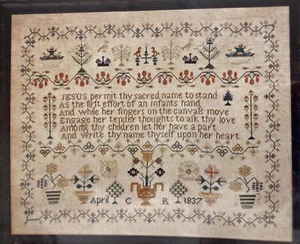 JESUS permit thy sacred name to stand
As the first effort of an infants hand
And while her fingers on the canvals move
Engage her tender thoughts to ask thy love
Among thy children let her have a part
And write thy name thyself upon her heart
April C R 1837